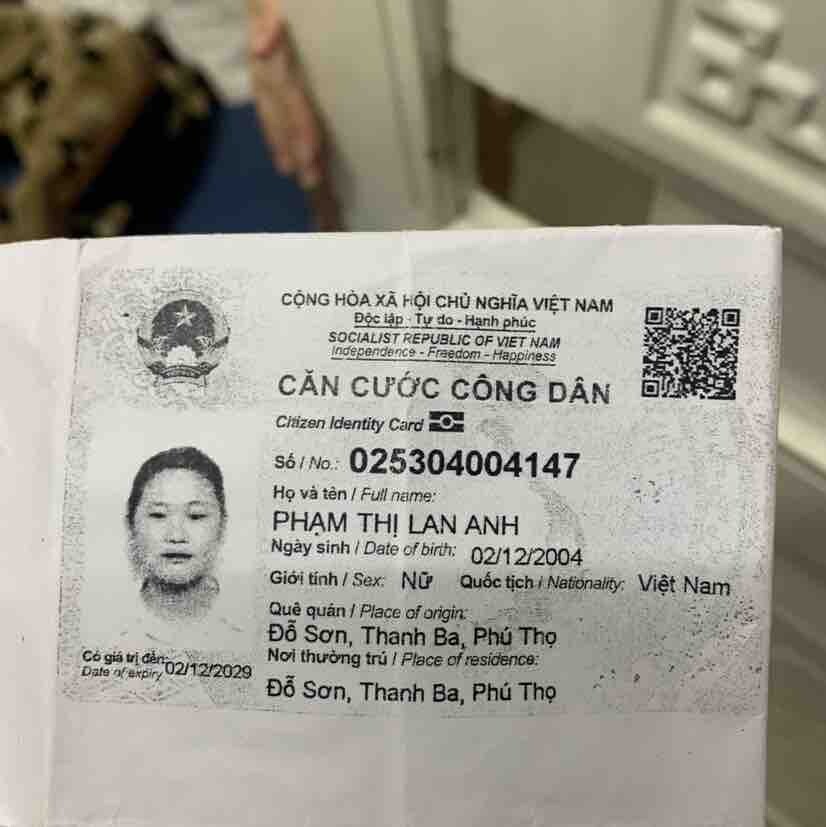 CỘNG HÒA XÃ HỘI CHỦ NGHĨA VIỆT NAM
Độc lập - Tự do - Hạnh phúc
SOCIALIST REPUBLIC OF VIET NAM
Independence - Freedom - Happiness
CĂN CƯỚC CÔNG DÂN
Citizen Identity Card
Số / No.: 025304004147
Họ và tên / Full name:
PHẠM THỊ LAN ANH
Ngày sinh / Date of birth: 02/12/2004
Giới tính / Sex: Nữ Quốc tịch / Nationality: Việt Nam
Quê quán / Place of origin:
Đỗ Sơn, Thanh Ba, Phú Thọ
Nơi thường trú / Place of residence:
Đỗ Sơn, Thanh Ba, Phú Thọ
Có giá trị đến:
Date of expiry 02/12/2029